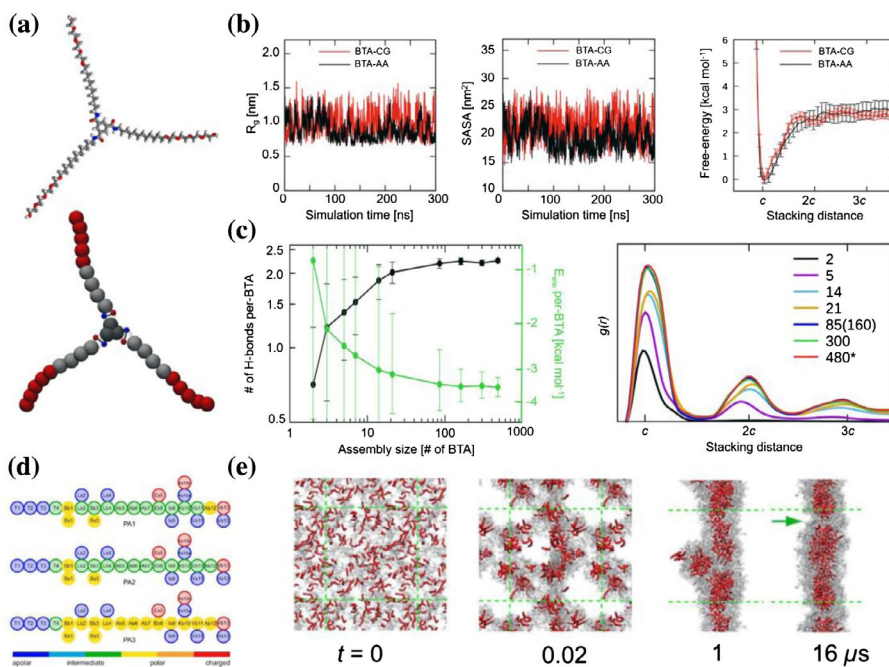 (a)
(b)
2.0
1.5
1.0
0.5
0
R_g [nm]
BTA-CG
BTA-AA
0 100 200 300
Simulation time [ns]
35
30
25
20
15
10
SASA [nm²]
BTA-CG
BTA-AA
0 100 200 300
Simulation time [ns]
6
5
4
3
2
1
0
-1
Free-energy [kcal mol⁻¹]
BTA-CG
BTA-AA
c 2c 3c
Stacking distance
(c)
2.5
2.0
1.5
1.0
0.5
# of H-bonds per-BTA
-1
-2
-3
-4
per-BTA [kcal mol⁻¹]
1 10 100 1000
Assembly size [# of BTA]
g(r)
2
5
14
21
85(160)
300
480*
c 2c 3c
Stacking distance
(d)
PA1
PA2
PA3
apolar intermediate polar charged
(e)
t = 0 0.02 1 16 μs